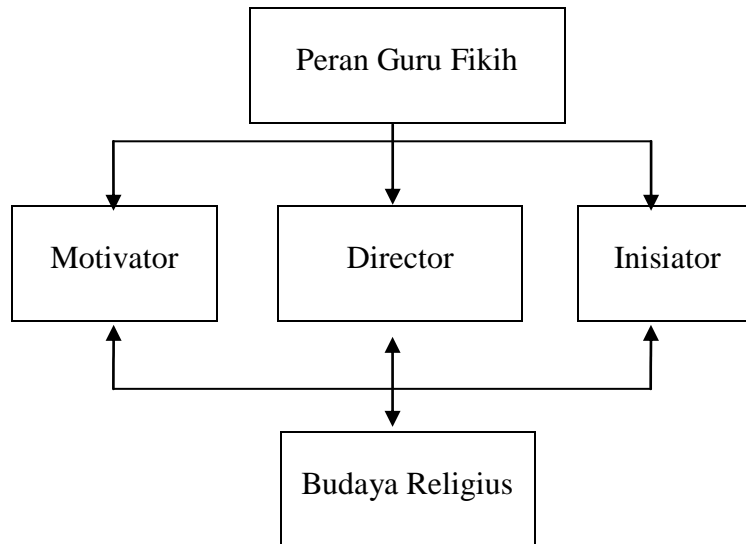 Peran Guru Fikih
Motivator
Director
Inisiator
Budaya Religius